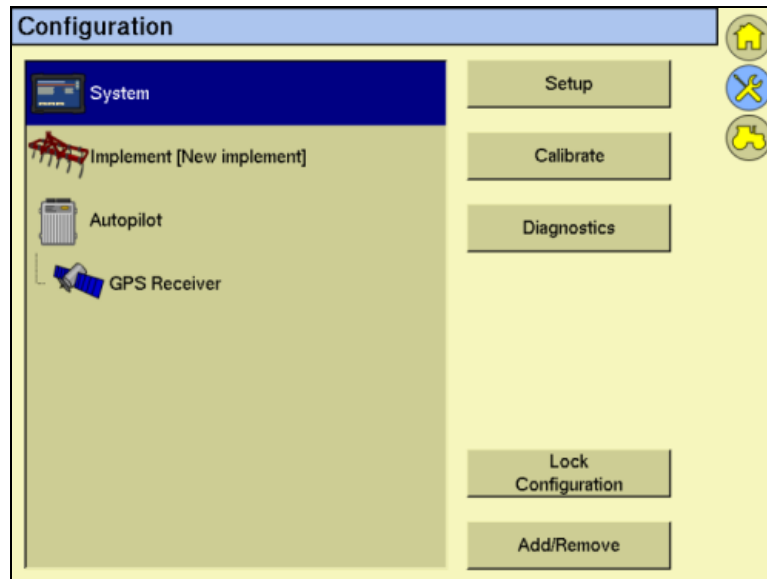 Configuration
System
Implement [New implement]
Autopilot
GPS Receiver
Setup
Calibrate
Diagnostics
Lock
Configuration
Add/Remove